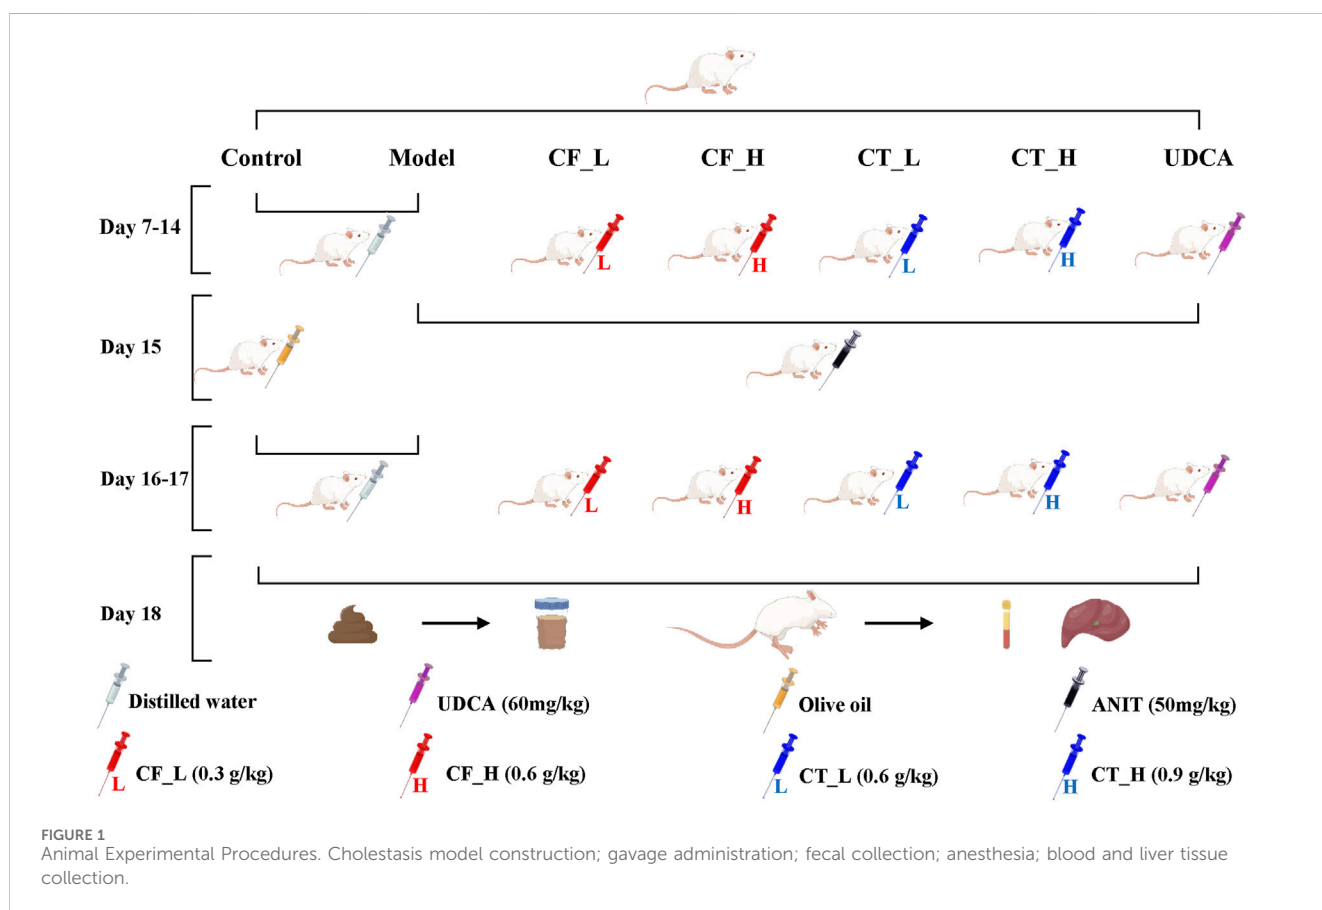 Control Model CF_L CF_H CT_L CT_H UDCA
Day 7-14
L H L H
Day 15
Day 16-17
L H L H
Day 18
Distilled water UDCA (60mg/kg) Olive oil ANIT (50mg/kg)
L CF_L (0.3 g/kg) H CF_H (0.6 g/kg) L CT_L (0.6 g/kg) H CT_H (0.9 g/kg)
FIGURE 1
Animal Experimental Procedures. Cholestasis model construction; gavage administration; fecal collection; anesthesia; blood and liver tissue
collection.